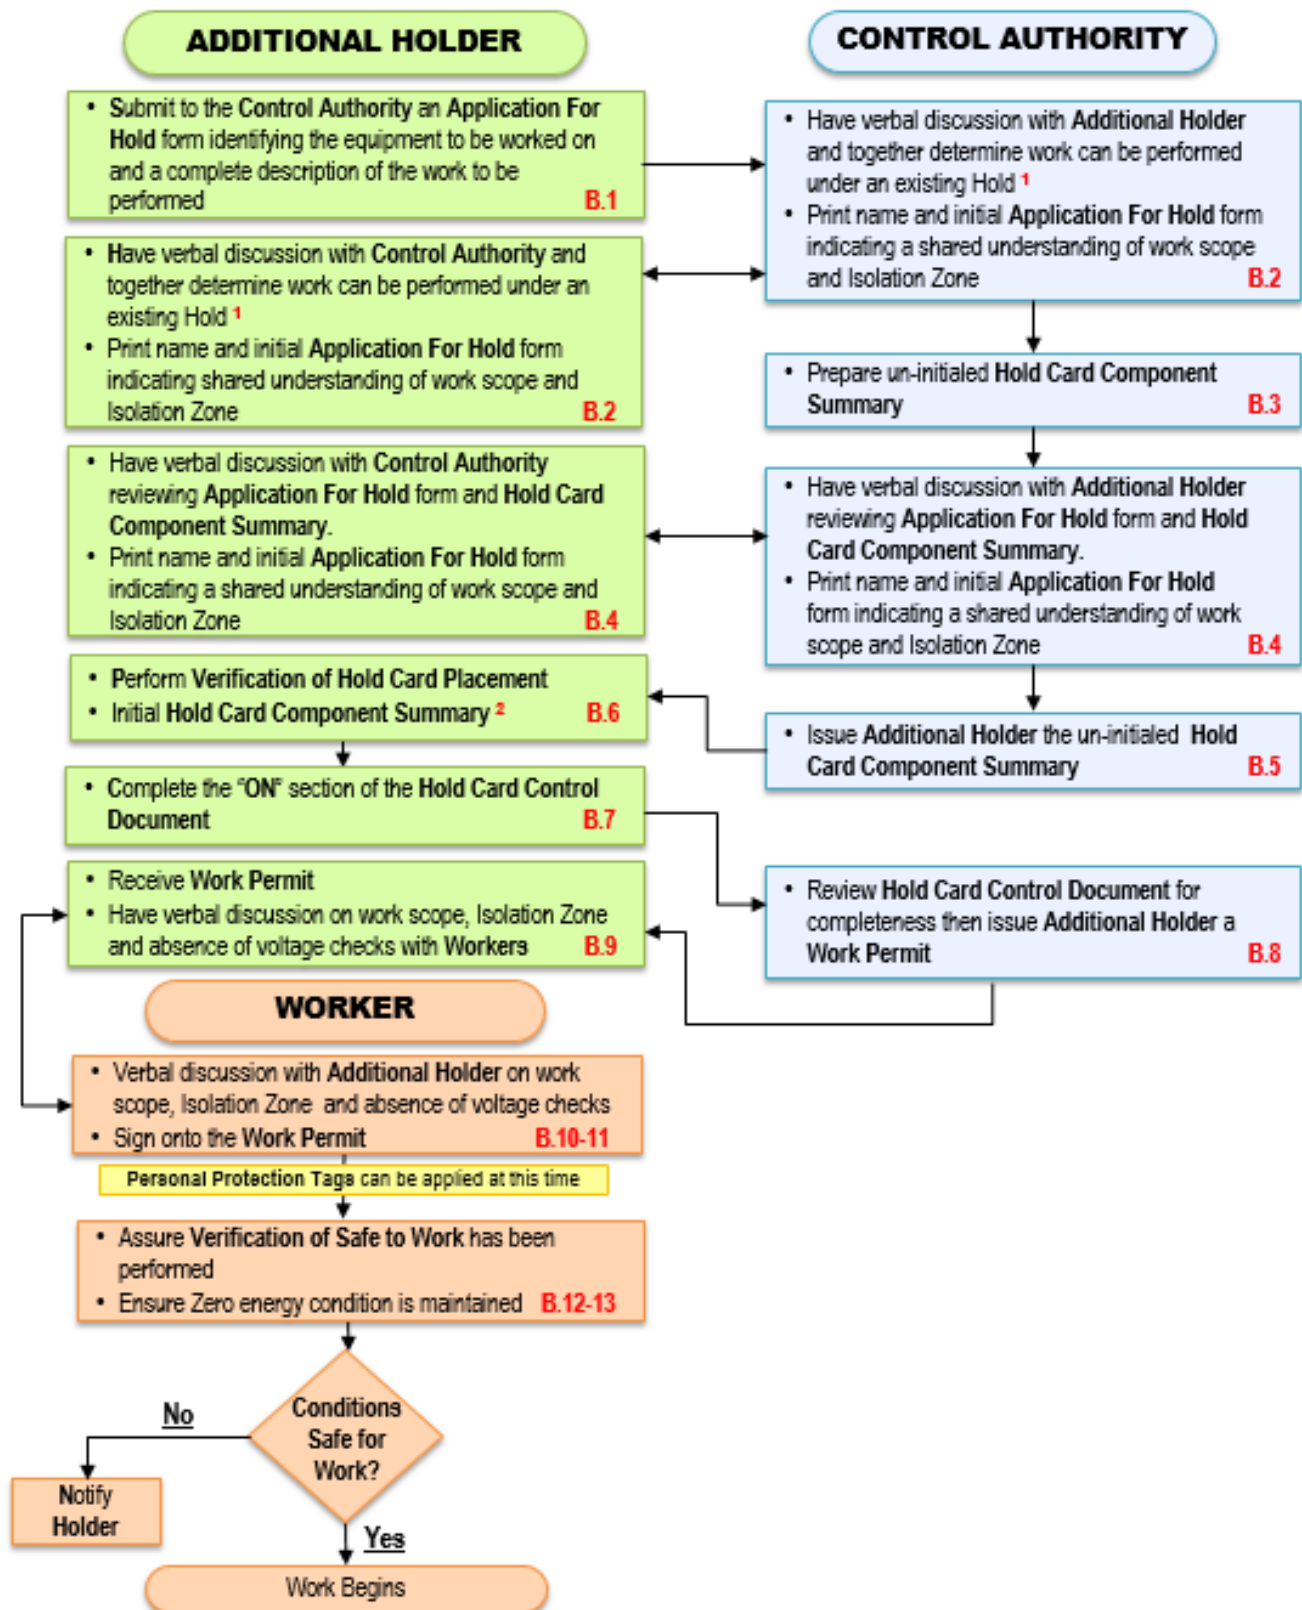 ADDITIONAL HOLDER
• Submit to the Control Authority an Application For
Hold form identifying the equipment to be worked on
and a complete description of the work to be
performed B.1
• Have verbal discussion with Control Authority and
together determine work can be performed under an
existing Hold ¹
• Print name and initial Application For Hold form
indicating shared understanding of work scope and
Isolation Zone B.2
• Have verbal discussion with Control Authority
reviewing Application For Hold form and Hold Card
Component Summary.
• Print name and initial Application For Hold form
indicating a shared understanding of work scope and
Isolation Zone B.4
• Perform Verification of Hold Card Placement
• Initial Hold Card Component Summary ² B.6
• Complete the "ON" section of the Hold Card Control
Document B.7
• Receive Work Permit
• Have verbal discussion on work scope, Isolation Zone
and absence of voltage checks with Workers B.9
CONTROL AUTHORITY
• Have verbal discussion with Additional Holder
and together determine work can be performed
under an existing Hold ¹
• Print name and initial Application For Hold form
indicating a shared understanding of work scope
and Isolation Zone B.2
• Prepare un-initialed Hold Card Component
Summary B.3
• Have verbal discussion with Additional Holder
reviewing Application For Hold form and Hold
Card Component Summary.
• Print name and initial Application For Hold
form indicating a shared understanding of work
scope and Isolation Zone B.4
• Issue Additional Holder the un-initialed Hold
Card Component Summary B.5
• Review Hold Card Control Document for
completeness then issue Additional Holder a
Work Permit B.8
WORKER
• Verbal discussion with Additional Holder on work
scope, Isolation Zone and absence of voltage checks
• Sign onto the Work Permit B.10-11
Personal Protection Tags can be applied at this time
• Assure Verification of Safe to Work has been
performed
• Ensure Zero energy condition is maintained B.12-13
Conditions
Safe for
Work?
No
Notify
Holder
Yes
Work Begins